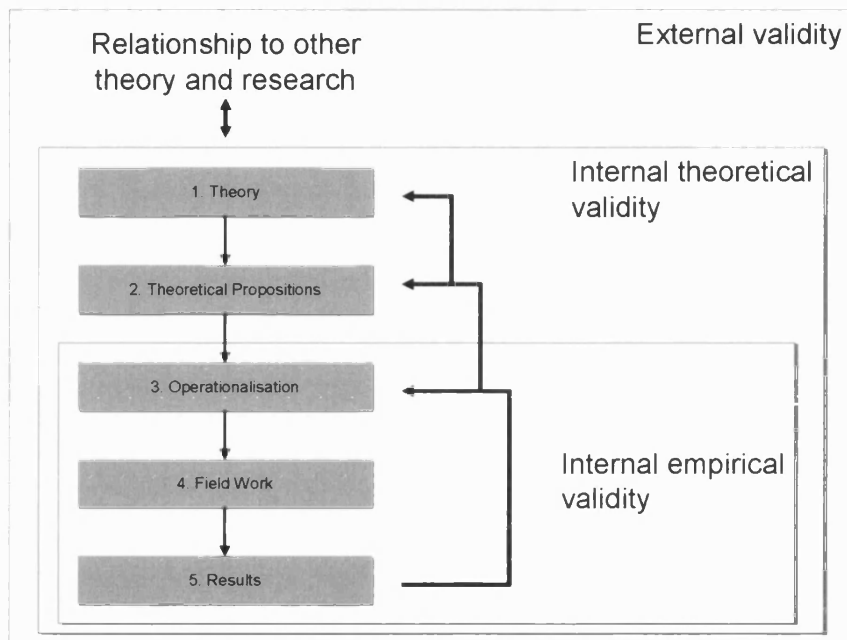 Relationship to other
theory and research
External validity
Internal theoretical
validity
1. Theory
2. Theoretical Propositions
3. Operationalisation
4. Field Work
Internal empirical
validity
5. Results